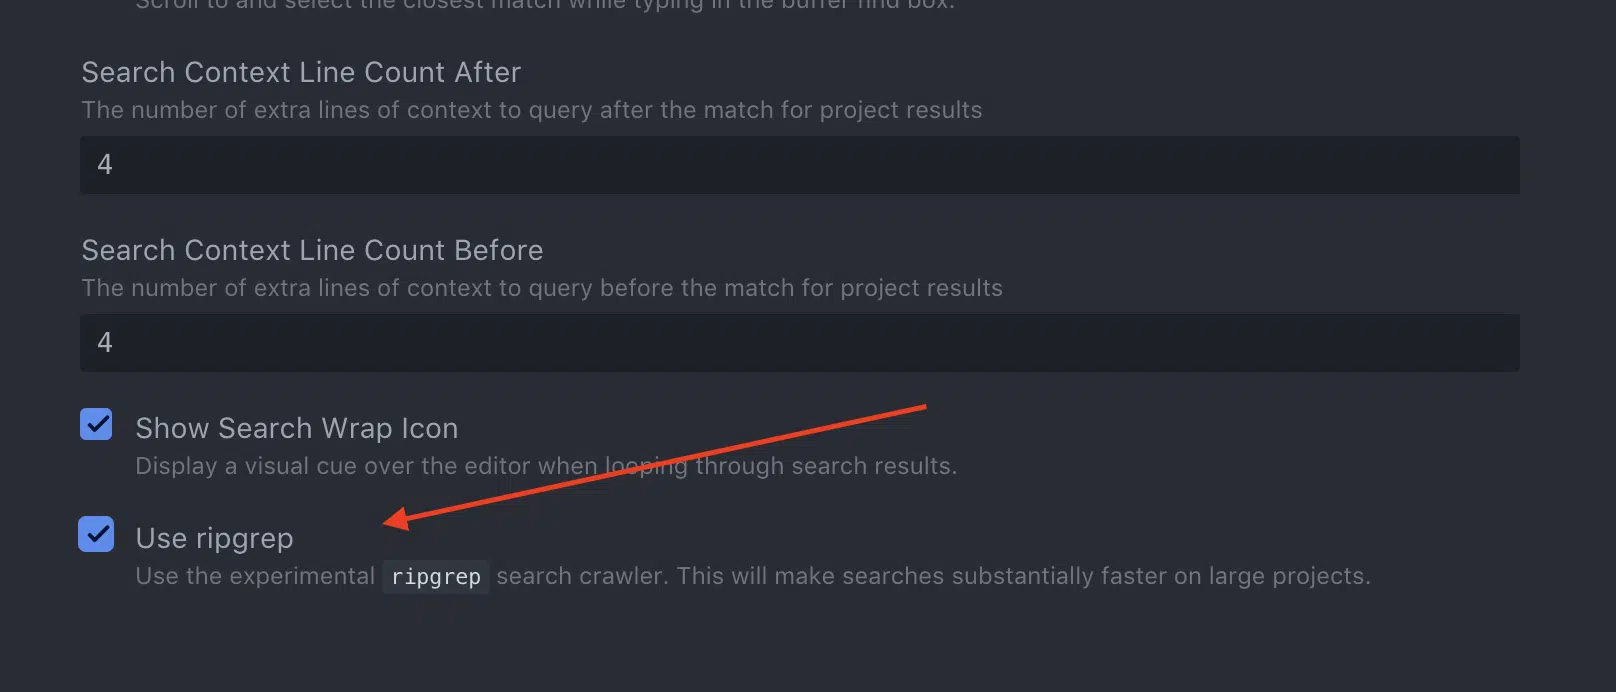 Scroll to and select the closest match while typing in the buffer find box.
Search Context Line Count After
The number of extra lines of context to query after the match for project results
4
Search Context Line Count Before
The number of extra lines of context to query before the match for project results
4
Show Search Wrap Icon
Display a visual cue over the editor when looping through search results.
Use ripgrep
Use the experimental ripgrep search crawler. This will make searches substantially faster on large projects.